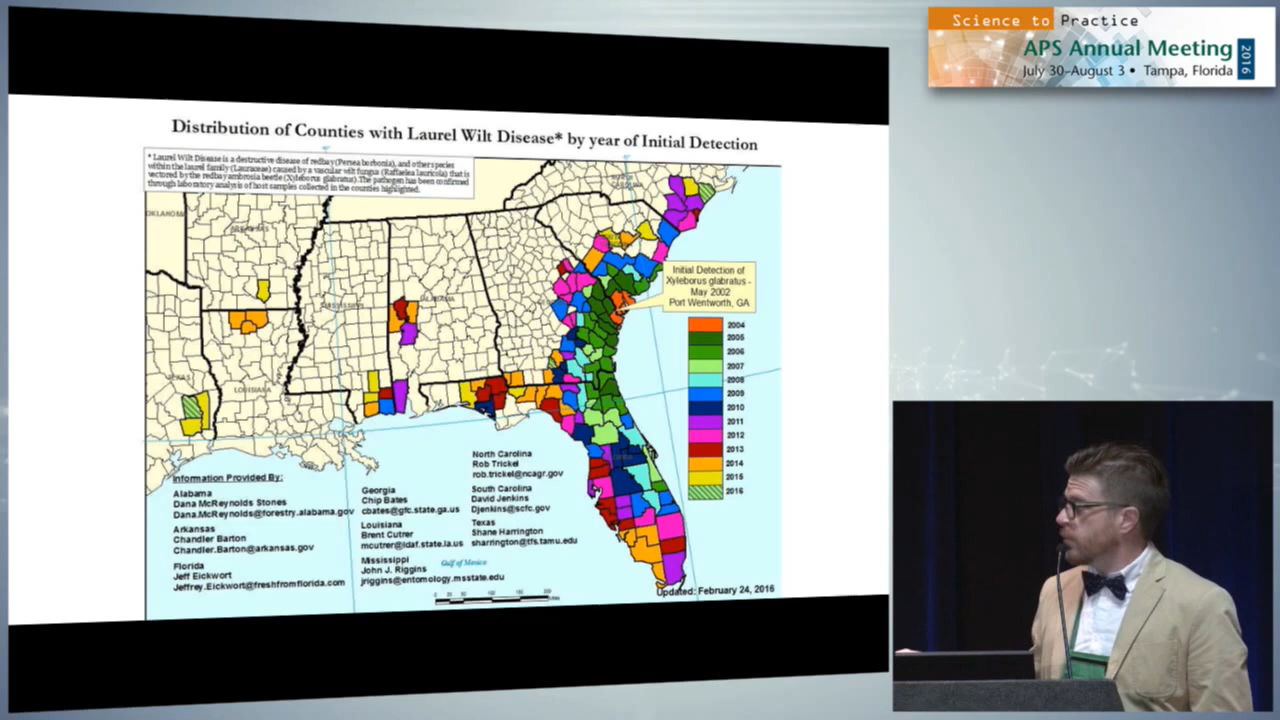 Science to Practice
APS Annual Meeting
2016
July 30–August 3 • Tampa, Florida
Distribution of Counties with Laurel Wilt Disease* by year of Initial Detection
* Laurel Wilt Disease is a destructive disease of redbay (Persea borbonia), and other species
within the laurel family (Lauraceae) caused by a vascular wilt fungus (Raffaelea lauricola) that is
vectored by the redbay ambrosia beetle (Xyleborus glabratus). The pathogen has been confirmed
through laboratory analysis of host samples collected in the counties highlighted.
OKLAHOMA
ARKANSAS
MISSISSIPPI
ALABAMA
TEXAS
LOUISIANA
Initial Detection of
Xyleborus glabratus -
May 2002
Port Wentworth, GA
2004
2005
2006
2007
2008
2009
2010
2011
2012
2013
2014
2015
2016
Information Provided By:
Alabama
Dana McReynolds Stones
Dana.McReynolds@forestry.alabama.gov
Arkansas
Chandler Barton
Chandler.Barton@arkansas.gov
Florida
Jeff Eickwort
Jeffrey.Eickwort@freshfromflorida.com
Georgia
Chip Bates
cbates@gfc.state.ga.us
Louisiana
Brent Cutrer
mcutrer@ldaf.state.la.us
Mississippi
John J. Riggins
jriggins@entomology.msstate.edu
North Carolina
Rob Trickel
rob.trickel@ncagr.gov
South Carolina
David Jenkins
Djenkins@scfc.gov
Texas
Shane Harrington
sharrington@tfs.tamu.edu
Gulf of Mexico
Updated: February 24, 2016